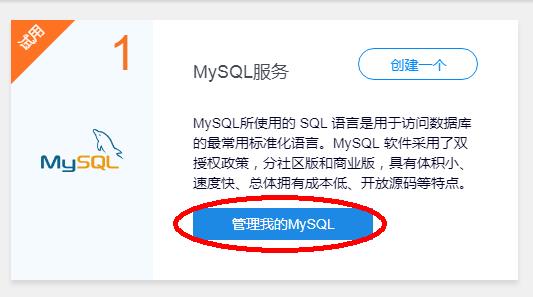 试用
1
MySQL服务
创建一个
MySQL
MySQL所使用的 SQL 语言是用于访问数据库
的最常用标准化语言。MySQL 软件采用了双
授权政策，分社区版和商业版，具有体积小、
速度快、总体拥有成本低、开放源码等特点。
管理我的MySQL